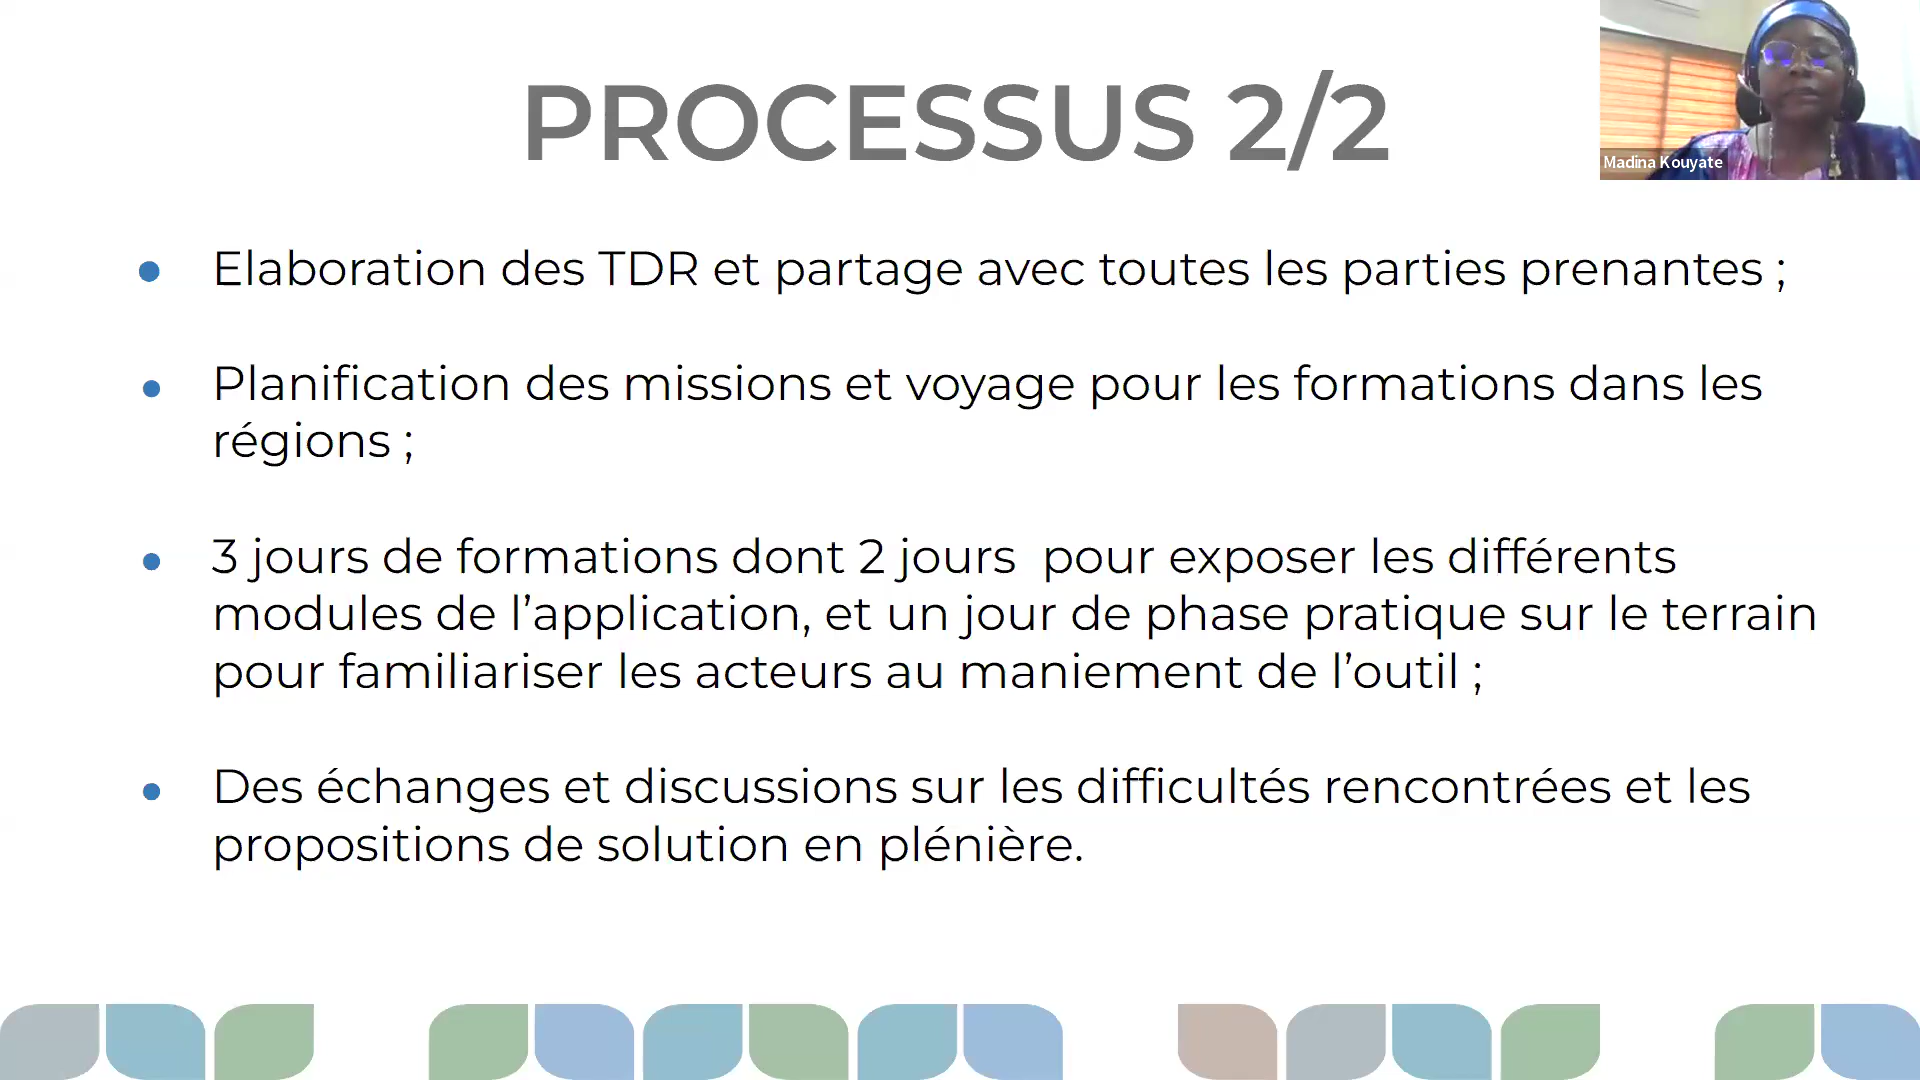 PROCESSUS 2/2
Madina Kouyate
• Elaboration des TDR et partage avec toutes les parties prenantes ;
• Planification des missions et voyage pour les formations dans les
régions ;
• 3 jours de formations dont 2 jours  pour exposer les différents
modules de l’application, et un jour de phase pratique sur le terrain
pour familiariser les acteurs au maniement de l’outil ;
• Des échanges et discussions sur les difficultés rencontrées et les
propositions de solution en plénière.